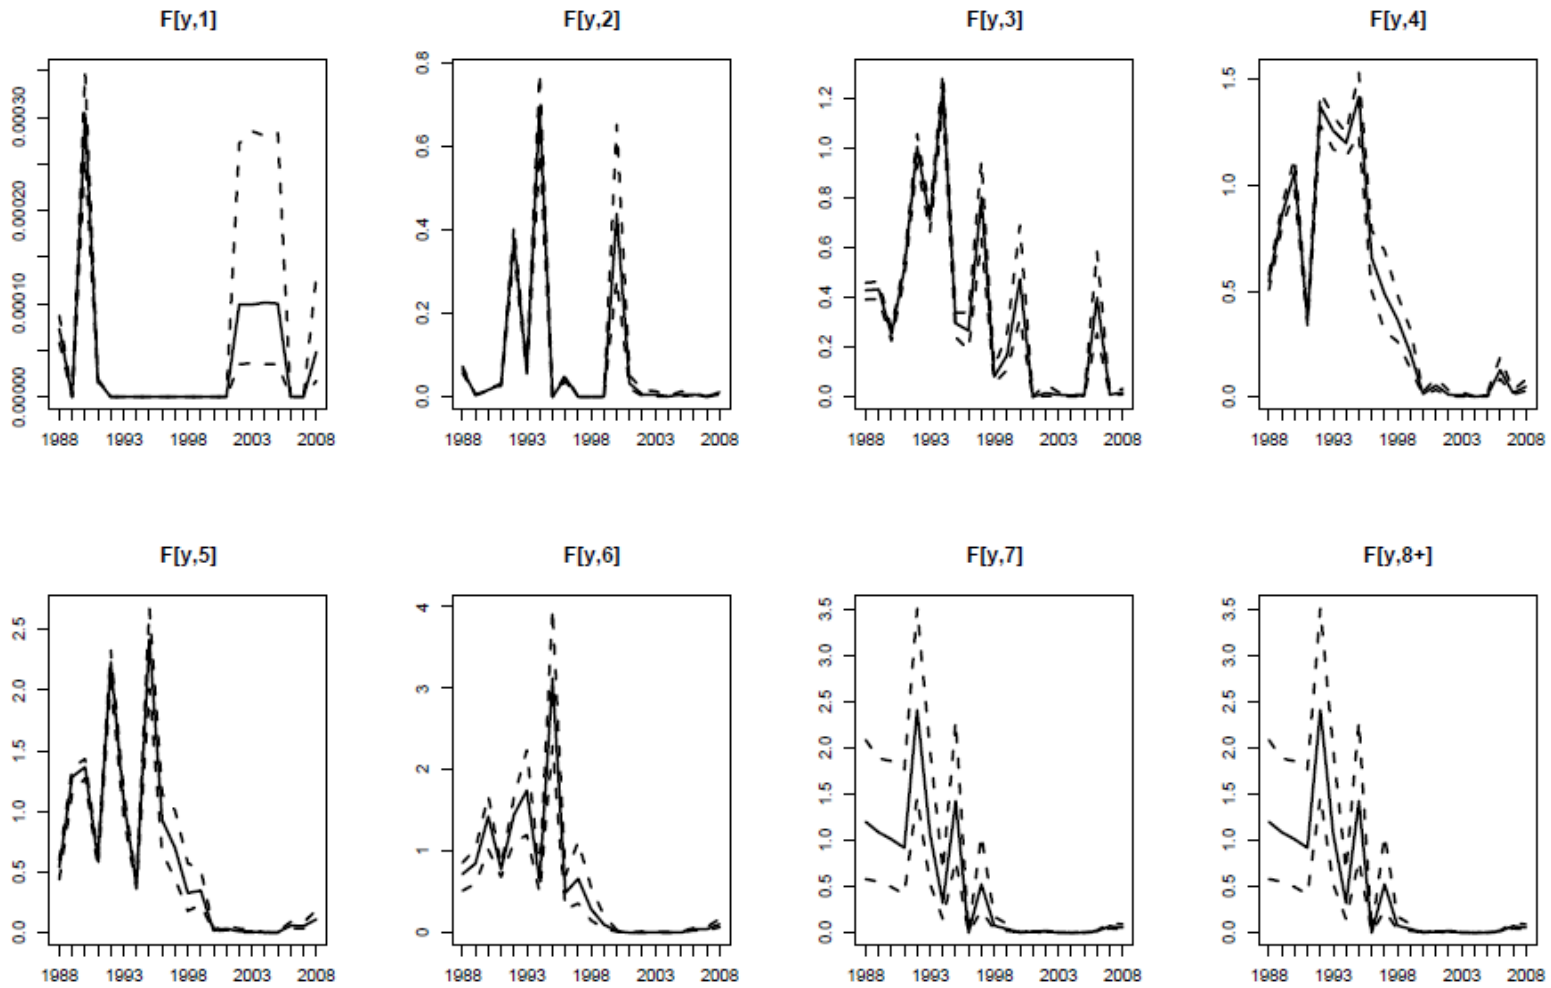 F[y,1]
0.00000 0.00010 0.00020 0.00030
1988 1993 1998 2003 2008
F[y,2]
0.0 0.2 0.4 0.6 0.8
1988 1993 1998 2003 2008
F[y,3]
0.0 0.2 0.4 0.6 0.8 1.0 1.2
1988 1993 1998 2003 2008
F[y,4]
0.0 0.5 1.0 1.5
1988 1993 1998 2003 2008
F[y,5]
0.0 0.5 1.0 1.5 2.0 2.5
1988 1993 1998 2003 2008
F[y,6]
0 1 2 3 4
1988 1993 1998 2003 2008
F[y,7]
0.0 0.5 1.0 1.5 2.0 2.5 3.0 3.5
1988 1993 1998 2003 2008
F[y,8+]
0.0 0.5 1.0 1.5 2.0 2.5 3.0 3.5
1988 1993 1998 2003 2008